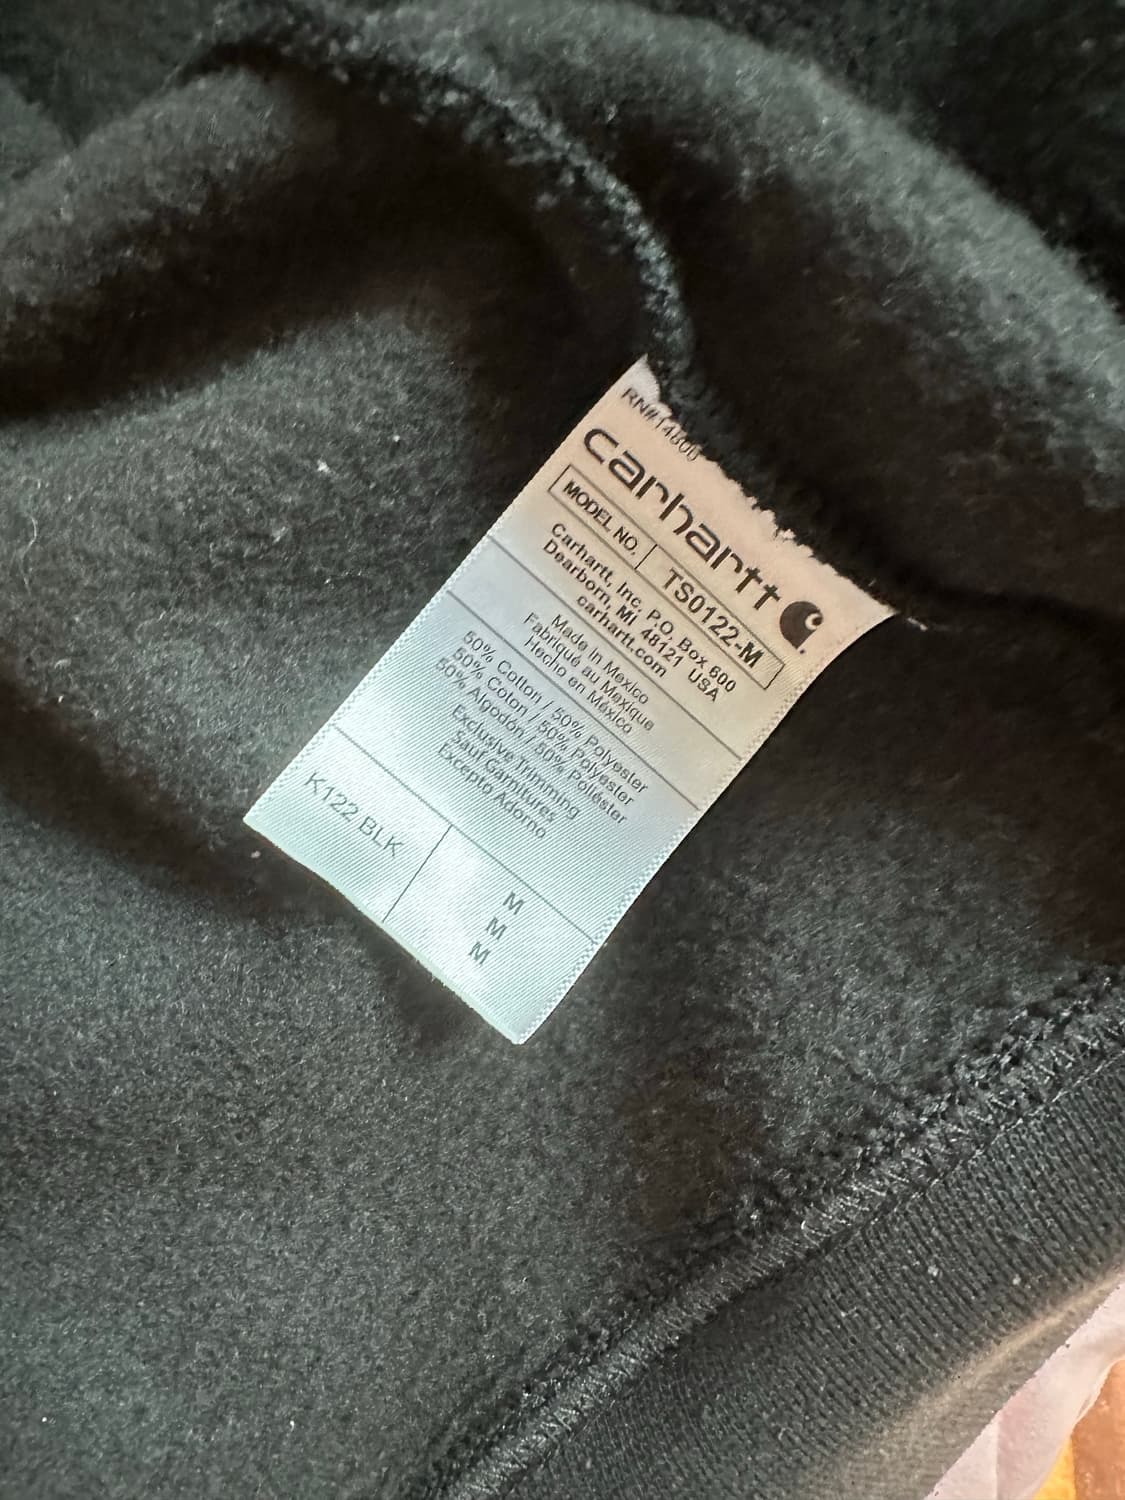 RN#14806
carhartt
MODEL NO. TS0122-M
Carhartt, Inc. P.O. Box 600
Dearborn, MI 48121 USA
carhartt.com
Made in Mexico
Fabriqué au Mexique
Hecho en México
50% Cotton / 50% Polyester
50% Coton / 50% Polyester
50% Algodón / 50% Poliéster
Exclusive Trimming
Sauf Garnitures
Excepto Adorno
K122 BLK
M
M
M